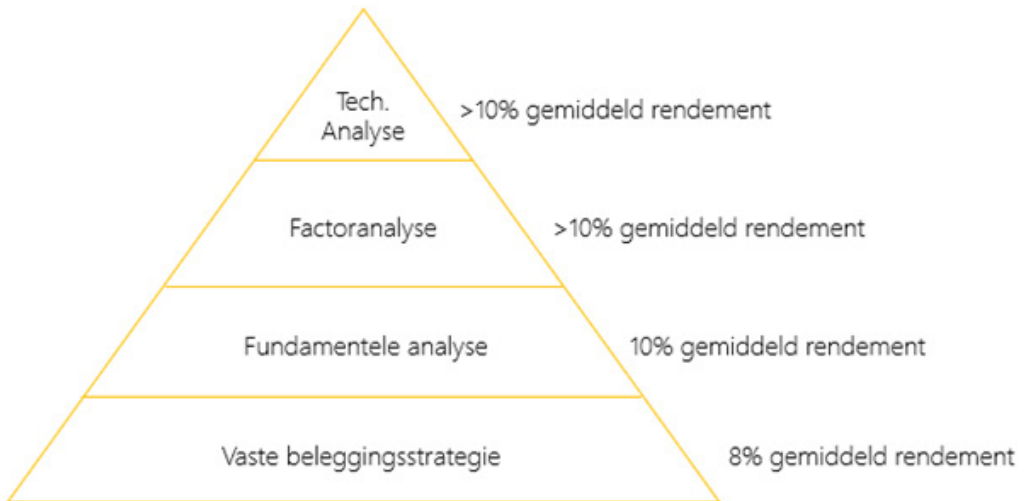 Tech.
Analyse
>10% gemiddeld rendement
Factoranalyse
>10% gemiddeld rendement
Fundamentele analyse
10% gemiddeld rendement
Vaste beleggingsstrategie
8% gemiddeld rendement